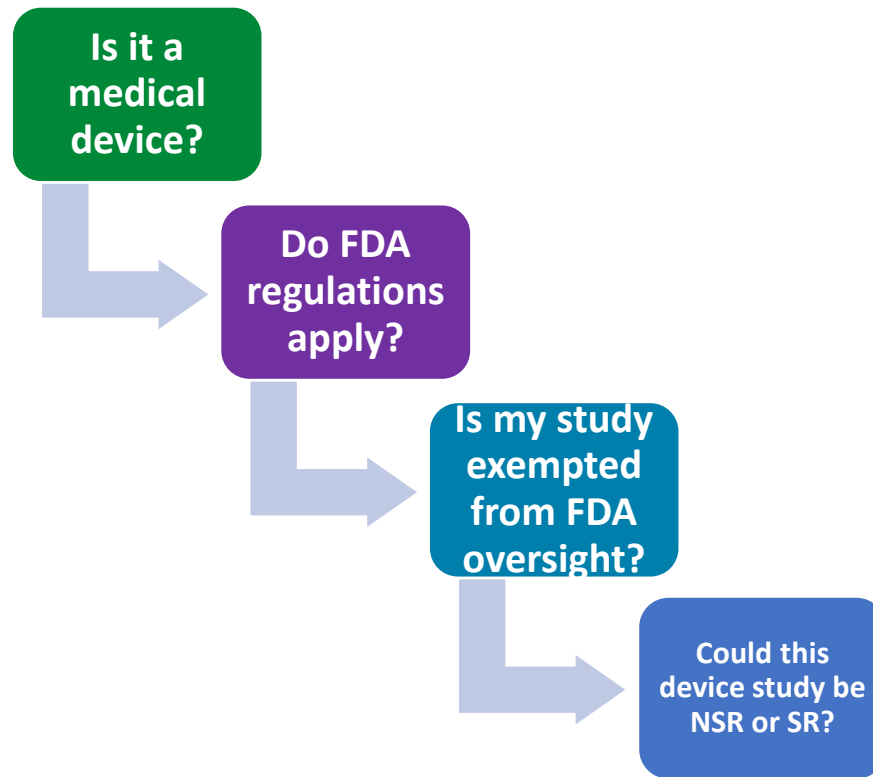 Is it a
medical
device?
Do FDA
regulations
apply?
Is my study
exempted
from FDA
oversight?
Could this
device study be
NSR or SR?